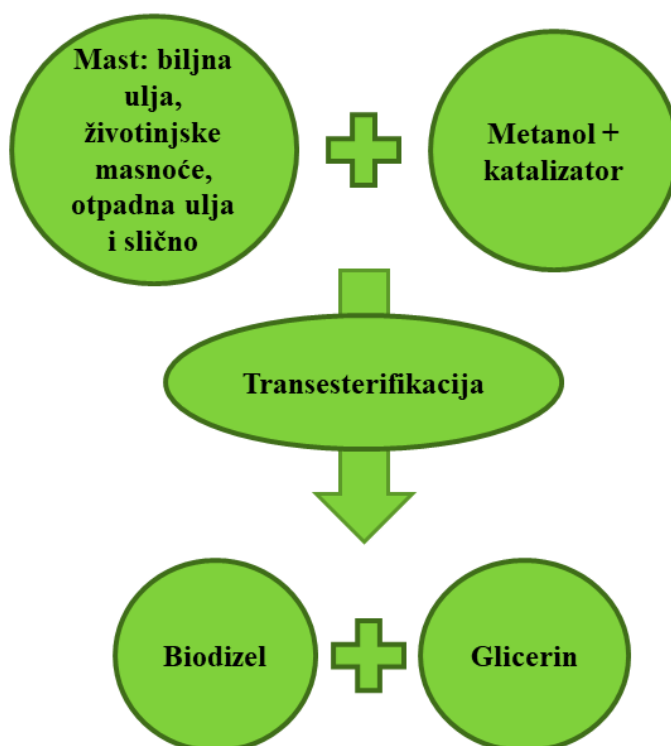 Mast: biljna
ulja,
životinjske
masnoće,
otpadna ulja
i slično
Metanol +
katalizator
Transesterifikacija
Biodizel
Glicerin